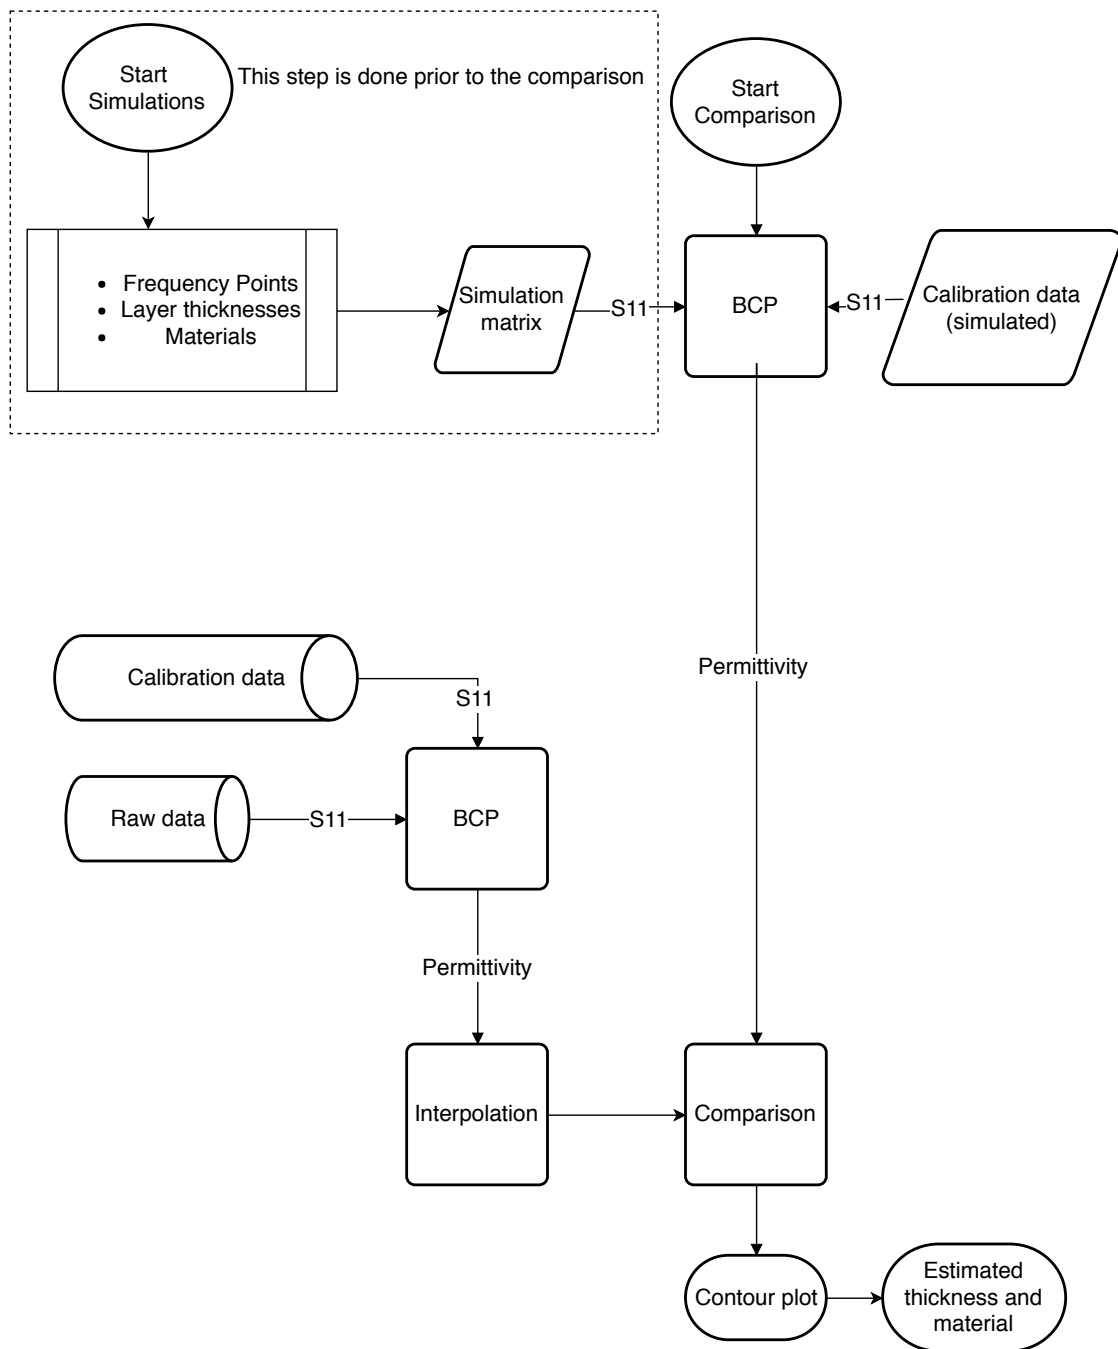 Start
Simulations
This step is done prior to the comparison
Start
Comparison
• Frequency Points
• Layer thicknesses
• Materials
Simulation
matrix
S11
BCP
S11
Calibration data
(simulated)
Permittivity
Calibration data
S11
Raw data
S11
BCP
Permittivity
Interpolation
Comparison
Contour plot
Estimated
thickness and
material